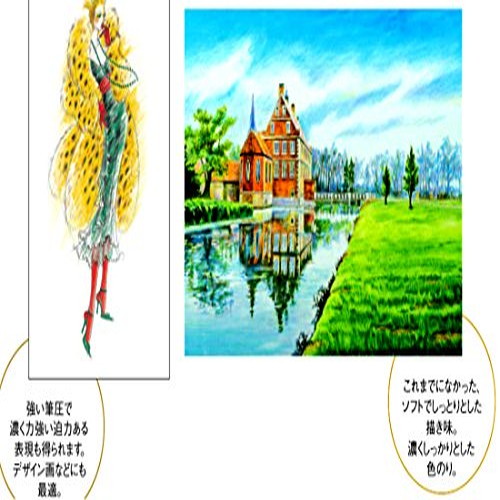 強い筆圧で
濃く力強い迫力ある
表現も得られます。
デザイン画などにも
最適。
これまでになかった、
ソフトでしっとりとした
描き味。
濃くしっかりとした
色のり。